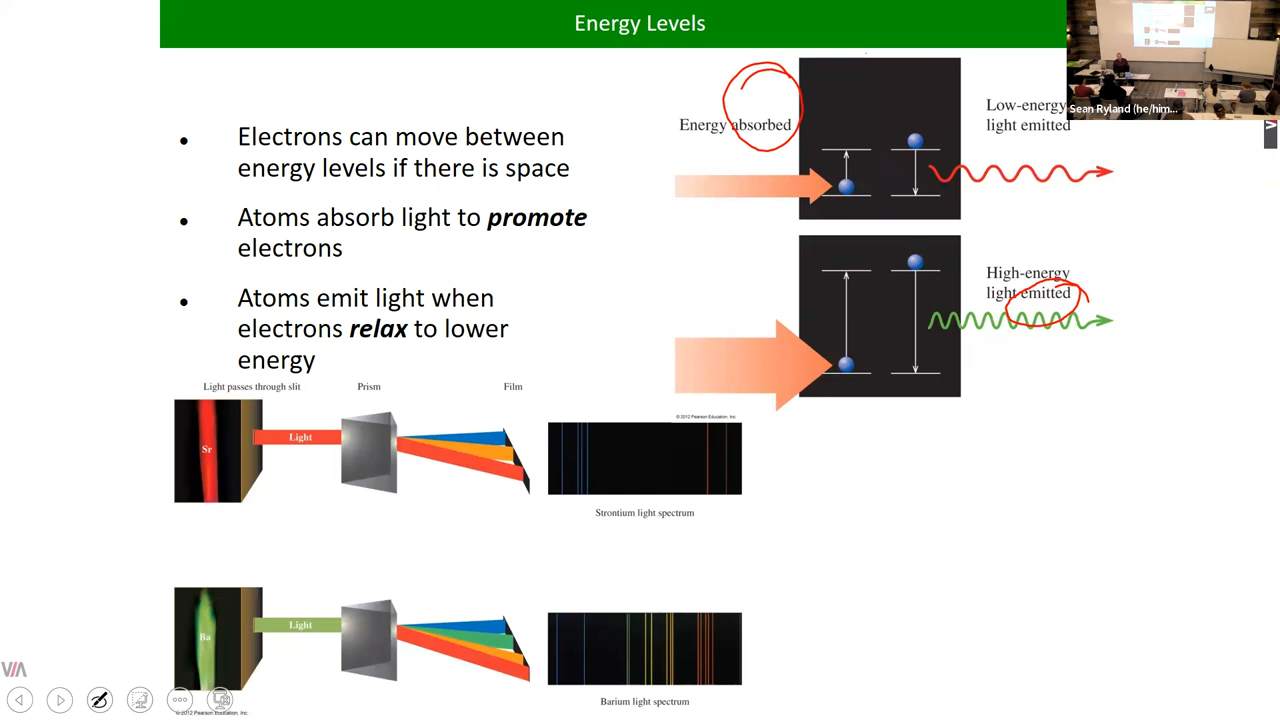 Energy Levels
Electrons can move between
energy levels if there is space
Atoms absorb light to promote
electrons
Atoms emit light when
electrons relax to lower
energy
Energy absorbed
Low-energy
light emitted
High-energy
light emitted
© 2012 Pearson Education, Inc.
Sean Ryland (he/him...
Light passes through slit
Prism
Film
Sr
Light
Strontium light spectrum
Ba
Light
Barium light spectrum
VIA
© 2012 Pearson Education, Inc.